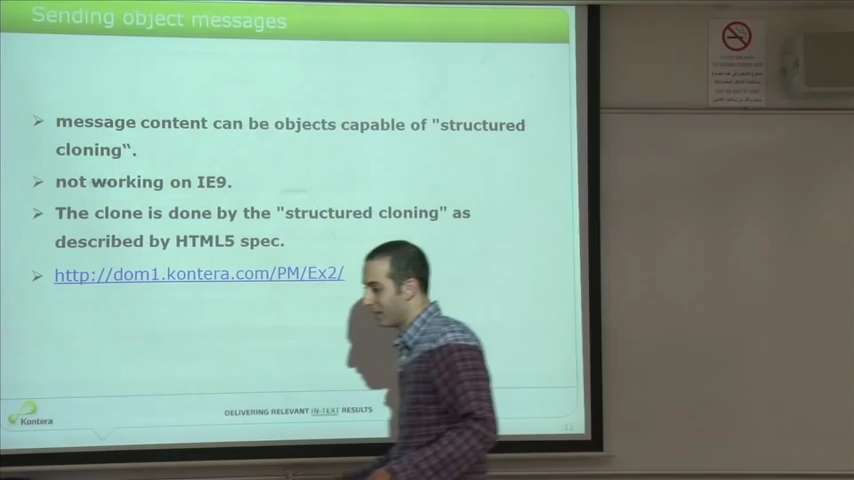 Sending object messages
➢ message content can be objects capable of "structured
cloning“.
➢ not working on IE9.
➢ The clone is done by the "structured cloning" as
described by HTML5 spec.
➢ http://dom1.kontera.com/PM/Ex2/
Kontera
DELIVERING RELEVANT IN-TEXT RESULTS